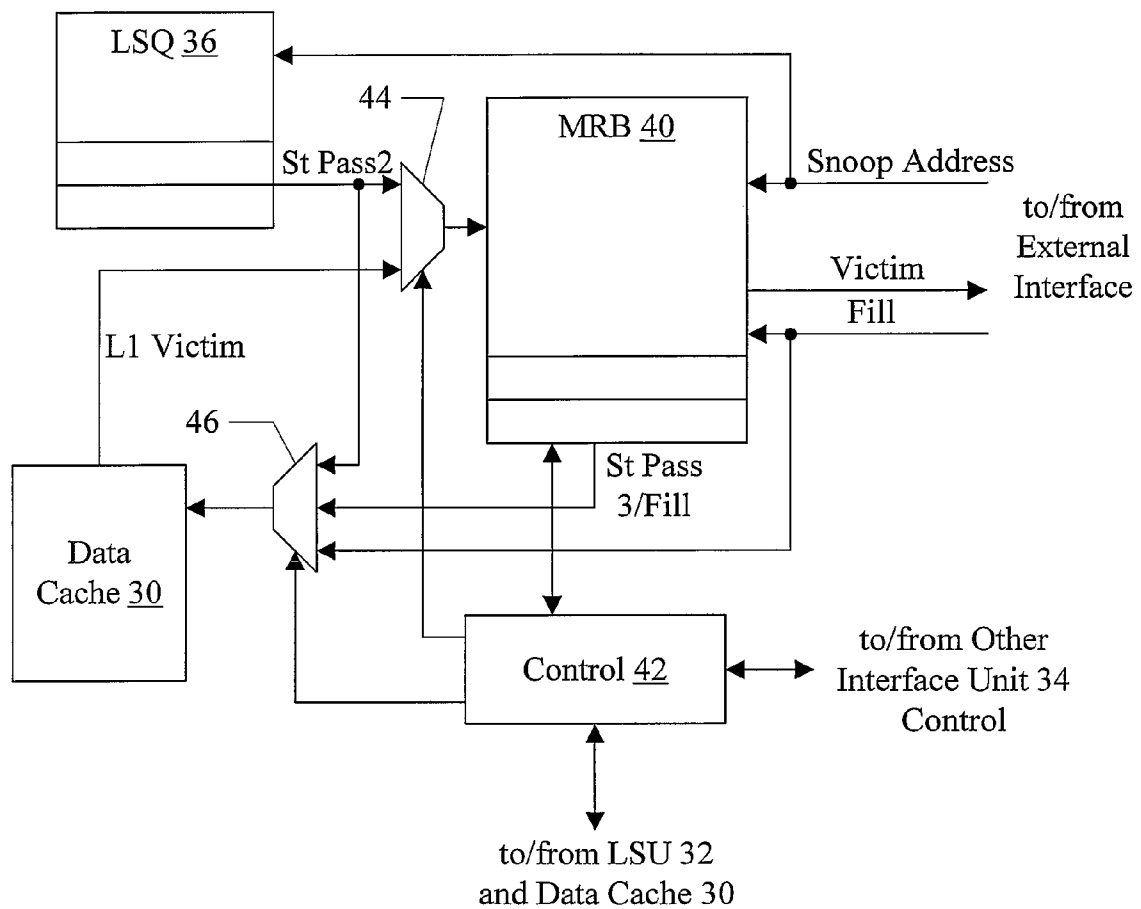 LSQ 36
44
MRB 40
St Pass2
Snoop Address
to/from
External
Interface
Victim
Fill
L1 Victim
46
St Pass
3/Fill
Data
Cache 30
Control 42
to/from Other
Interface Unit 34
Control
to/from LSU 32
and Data Cache 30